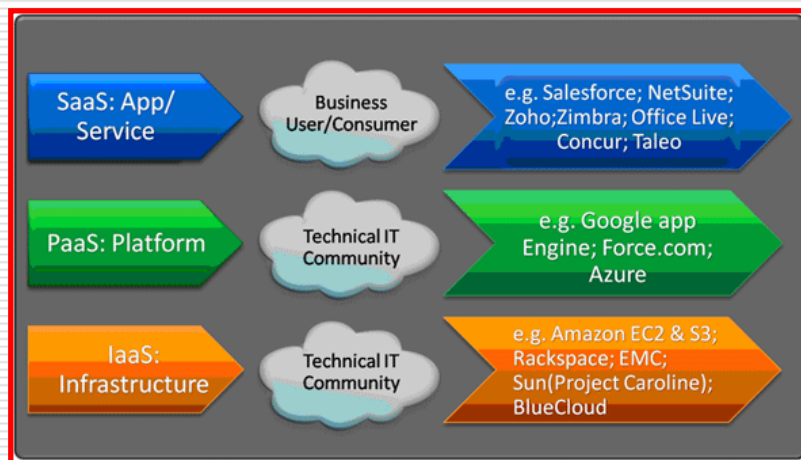 SaaS: App/
Service
Business
User/Consumer
e.g. Salesforce; NetSuite;
Zoho;Zimbra; Office Live;
Concur; Taleo
PaaS: Platform
Technical IT
Community
e.g. Google app
Engine; Force.com;
Azure
IaaS:
Infrastructure
Technical IT
Community
e.g. Amazon EC2 & S3;
Rackspace; EMC;
Sun(Project Caroline);
BlueCloud